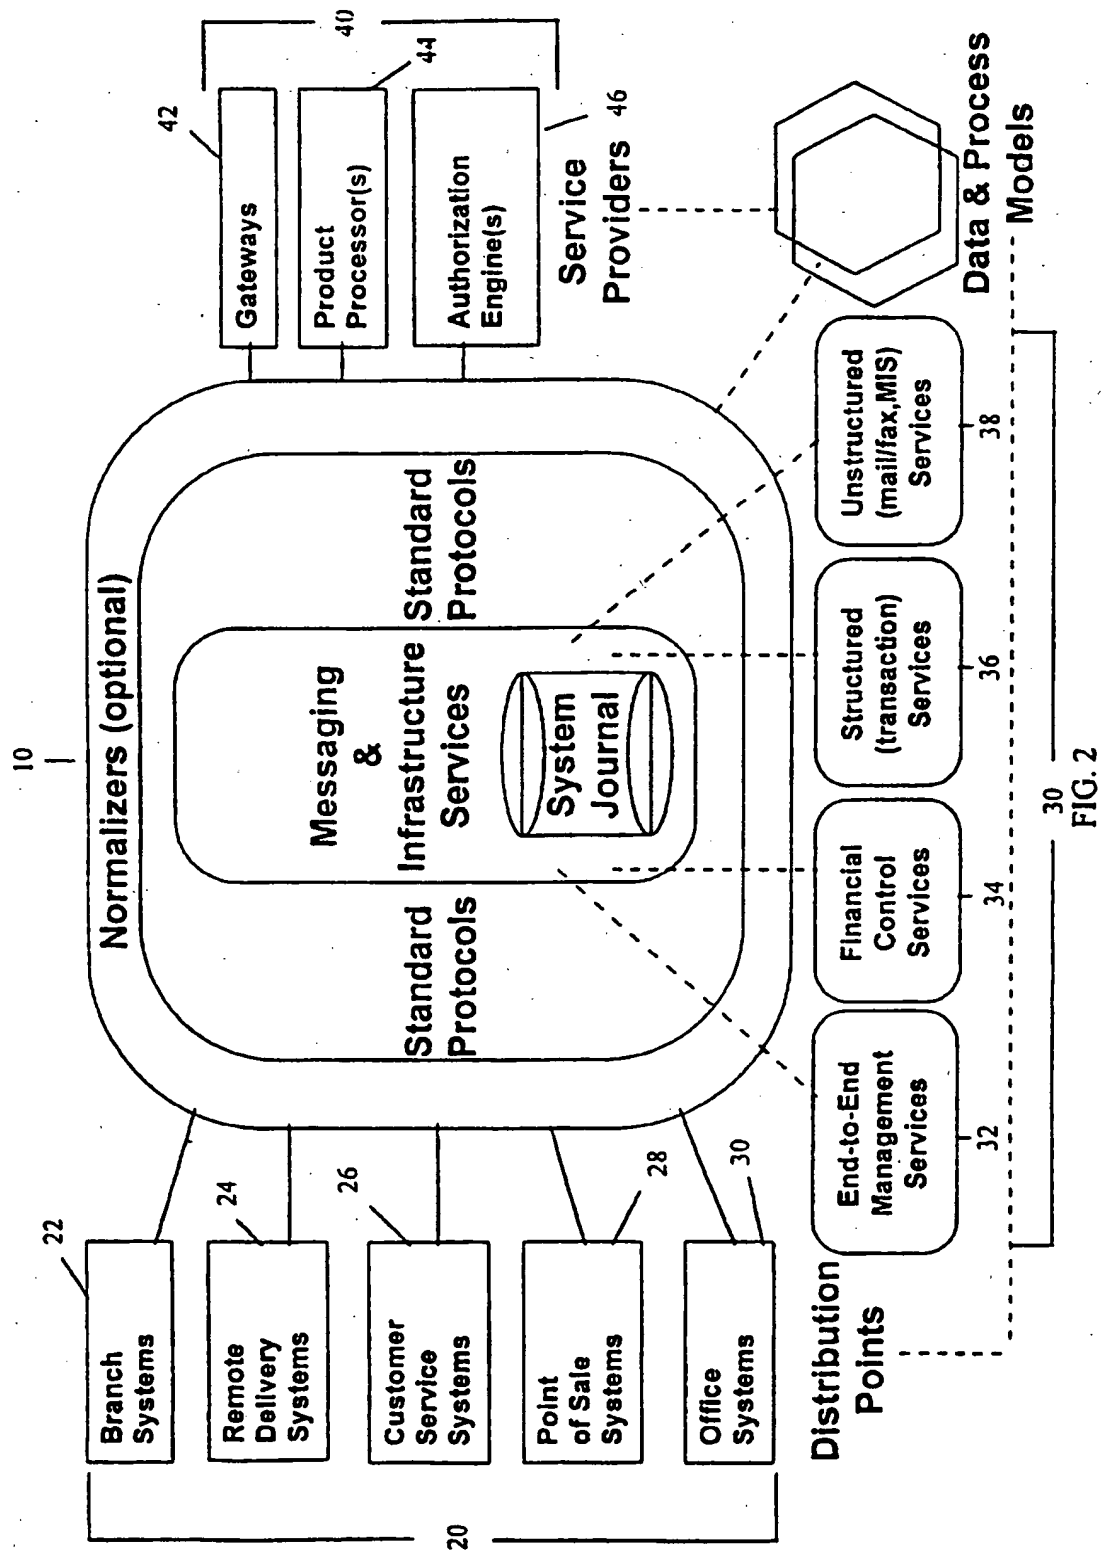 10
Normalizers (optional)
20
22
Branch
Systems
24
Remote
Delivery
Systems
26
Customer
Service
Systems
28
Point
of Sale
Systems
30
Office
Systems
Distribution
Points
Standard
Protocols
Messaging
&
Infrastructure
Services
System
Journal
Standard
Protocols
40
42
Gateways
44
Product
Processor(s)
46
Authorization
Engine(s)
Service
Providers
Data & Process
Models
End-to-End
Management
Services
32
Financial
Control
Services
34
Structured
(transaction)
Services
36
Unstructured
(mail/fax,MIS)
Services
38
30
FIG. 2